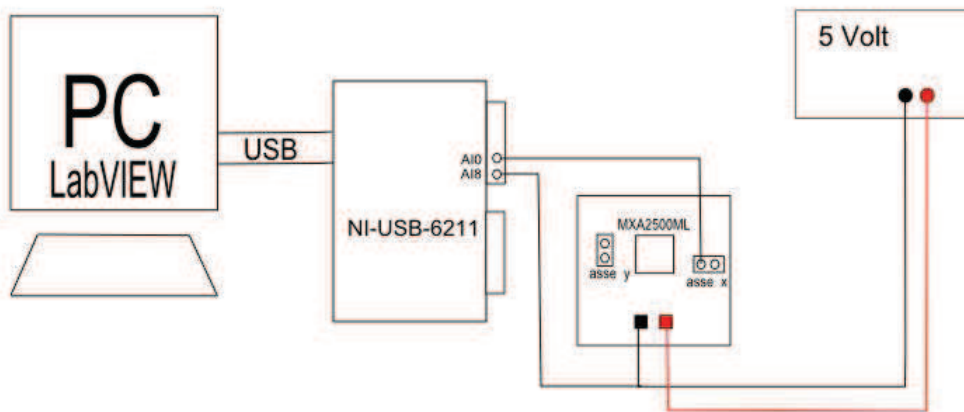 PC
LabVIEW
USB
NI-USB-6211
AI0
AI8
MXA2500ML
asse y
asse x
5 Volt